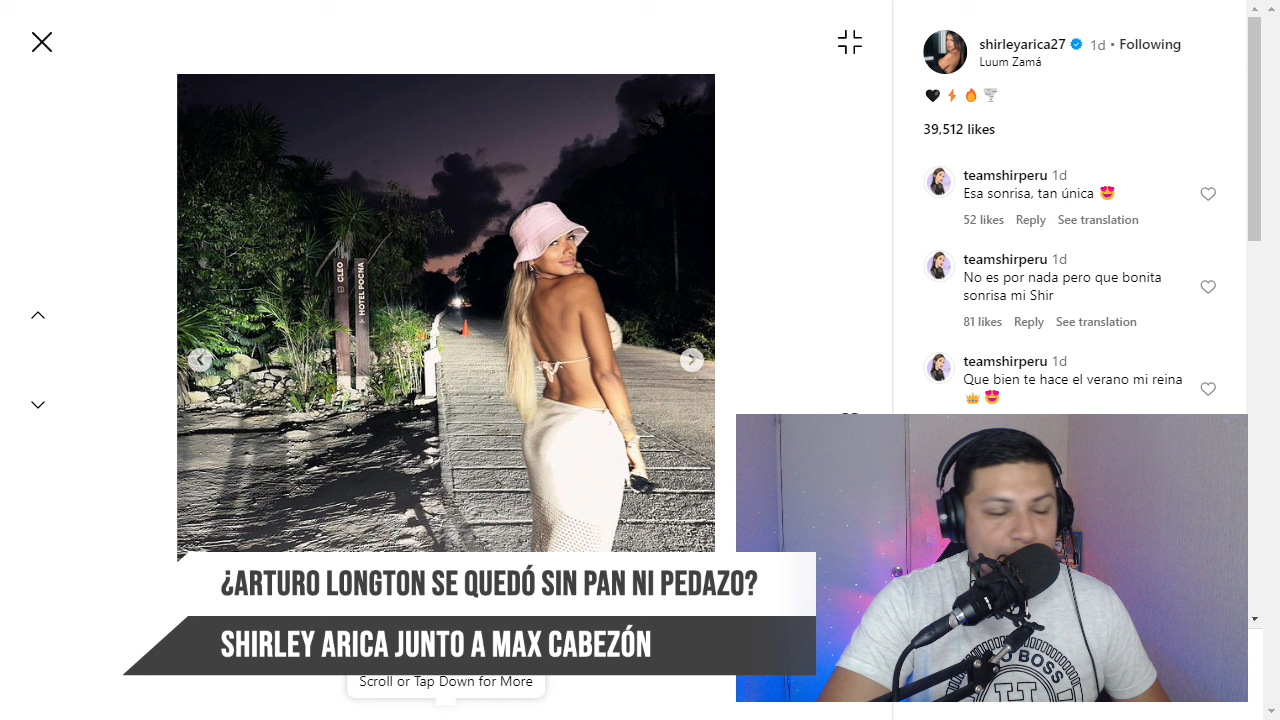 shirleyarica27 1d • Following
Luum Zamá
🖤⚡🔥🌪
39,512 likes
teamshirperu 1d
Esa sonrisa, tan única 😍
52 likes Reply See translation
teamshirperu 1d
No es por nada pero que bonita
sonrisa mi Shir
81 likes Reply See translation
teamshirperu 1d
Que bien te hace el verano mi reina
👑😍
CLEO
HOTEL POCNA
¿ARTURO LONGTON SE QUEDÓ SIN PAN NI PEDAZO?
SHIRLEY ARICA JUNTO A MAX CABEZÓN
Scroll or Tap Down for More
BOSS